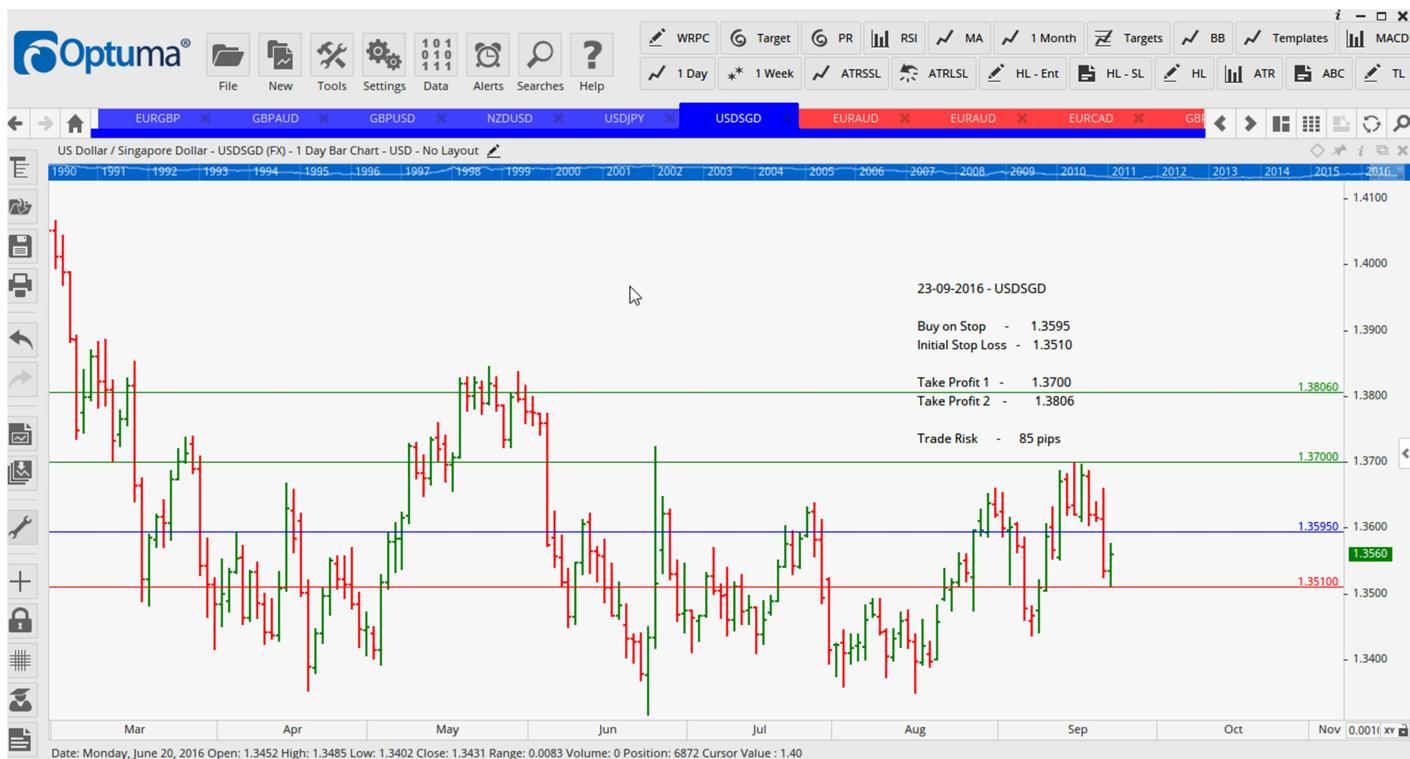 i
Optuma®
File New Tools Settings Data Alerts Searches Help
WRPC Target PR RSI MA 1 Month Targets BB Templates MACD
1 Day 1 Week ATRSSL ATRLSL HL - Ent HL - SL HL ATR ABC TL
101
010
111
EURGBP GBPAUD GBPUSD NZDUSD USDJPY USDSGD EURAUD EURAUD EURCAD GBP
US Dollar / Singapore Dollar - USDSGD (FX) - 1 Day Bar Chart - USD - No Layout
1990 1991 1992 1993 1994 1995 1996 1997 1998 1999 2000 2001 2002 2003 2004 2005 2006 2007 2008 2009 2010 2011 2012 2013 2014 2015 2016
1.4100
1.4000
23-09-2016 - USDSGD
Buy on Stop - 1.3595
1.3900
Initial Stop Loss - 1.3510
Take Profit 1 - 1.3700
1.38060
1.3800
Take Profit 2 - 1.3806
Trade Risk - 85 pips
1.37000
1.3700
1.35950
1.3600
1.3560
1.35100
1.3500
1.3400
Mar Apr May Jun Jul Aug Sep Oct Nov 0.001 XY
Date: Monday, June 20, 2016 Open: 1.3452 High: 1.3485 Low: 1.3402 Close: 1.3431 Range: 0.0083 Volume: 0 Position: 6872 Cursor Value : 1.40